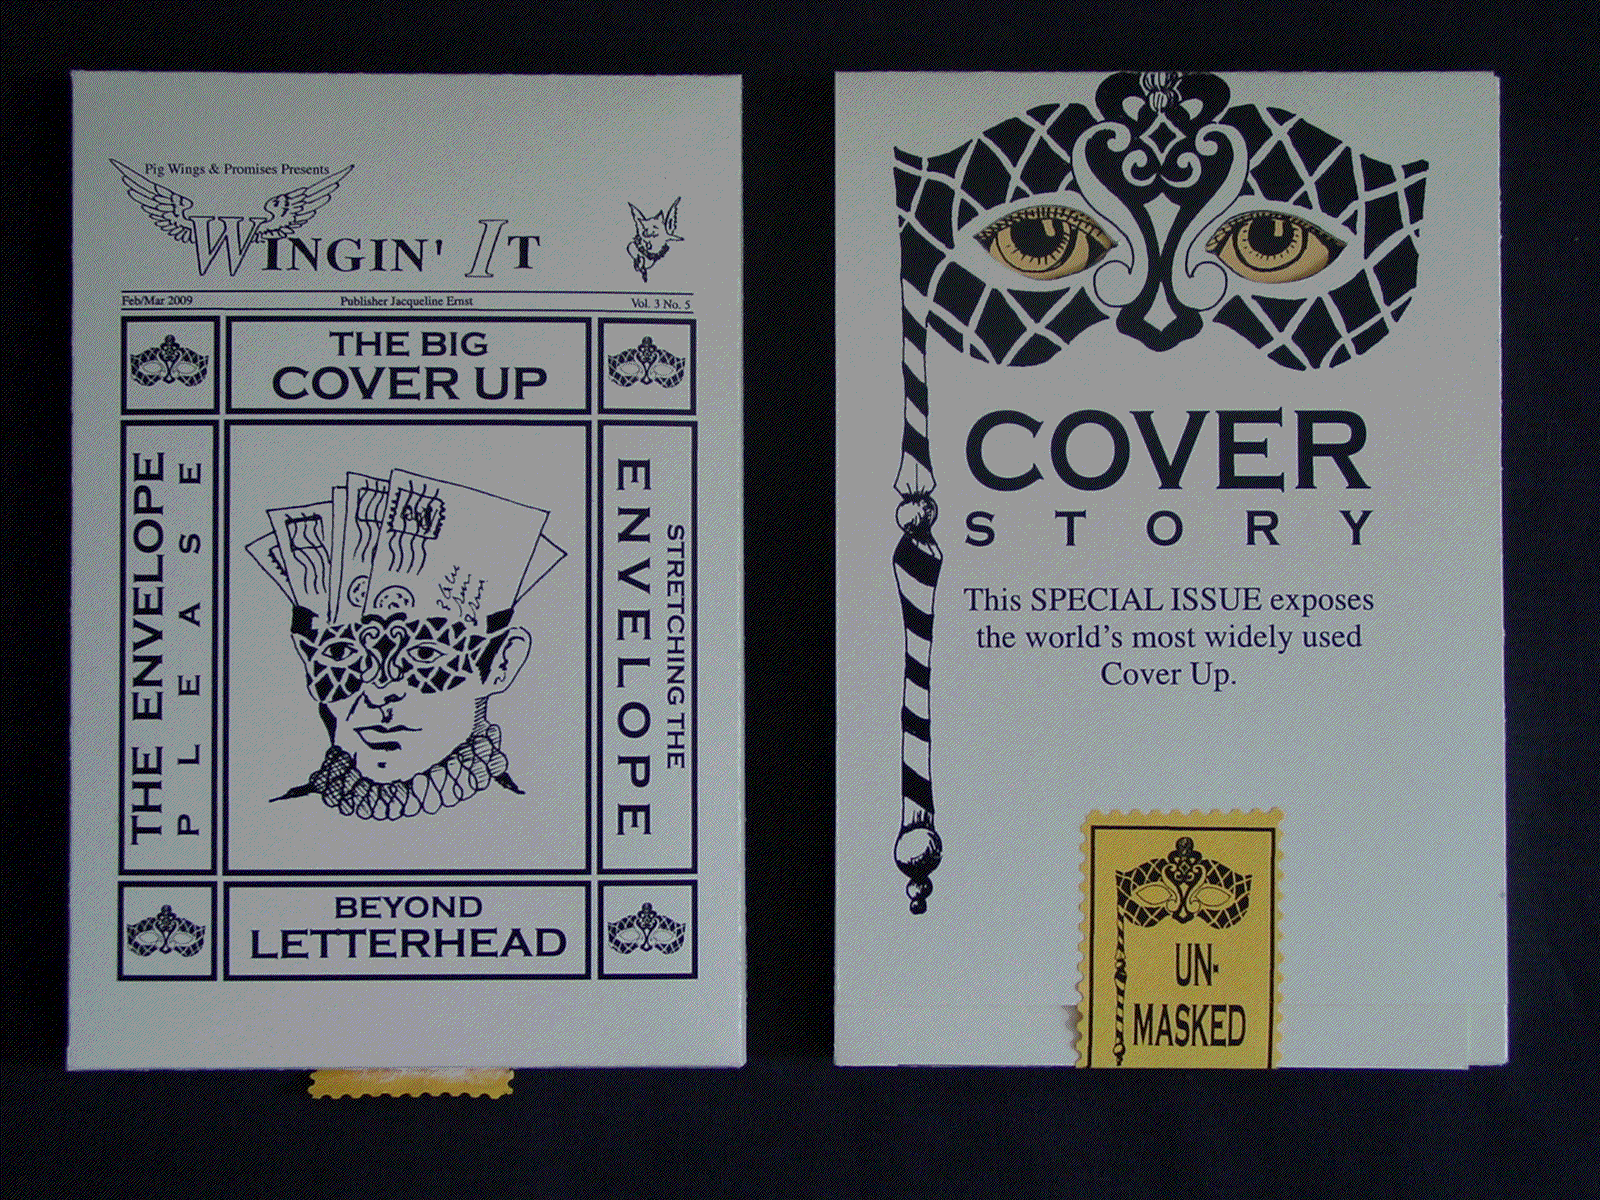 Pig Wings & Promises Presents
WINGIN' IT
Feb/Mar 2009 Publisher Jacqueline Ernst Vol. 3 No. 5
THE BIG
COVER UP
THE ENVELOPE
PLEASE
STRETCHING THE
ENVELOPE
BEYOND
LETTERHEAD
COVER
STORY
This SPECIAL ISSUE exposes
the world's most widely used
Cover Up.
UN-
MASKED